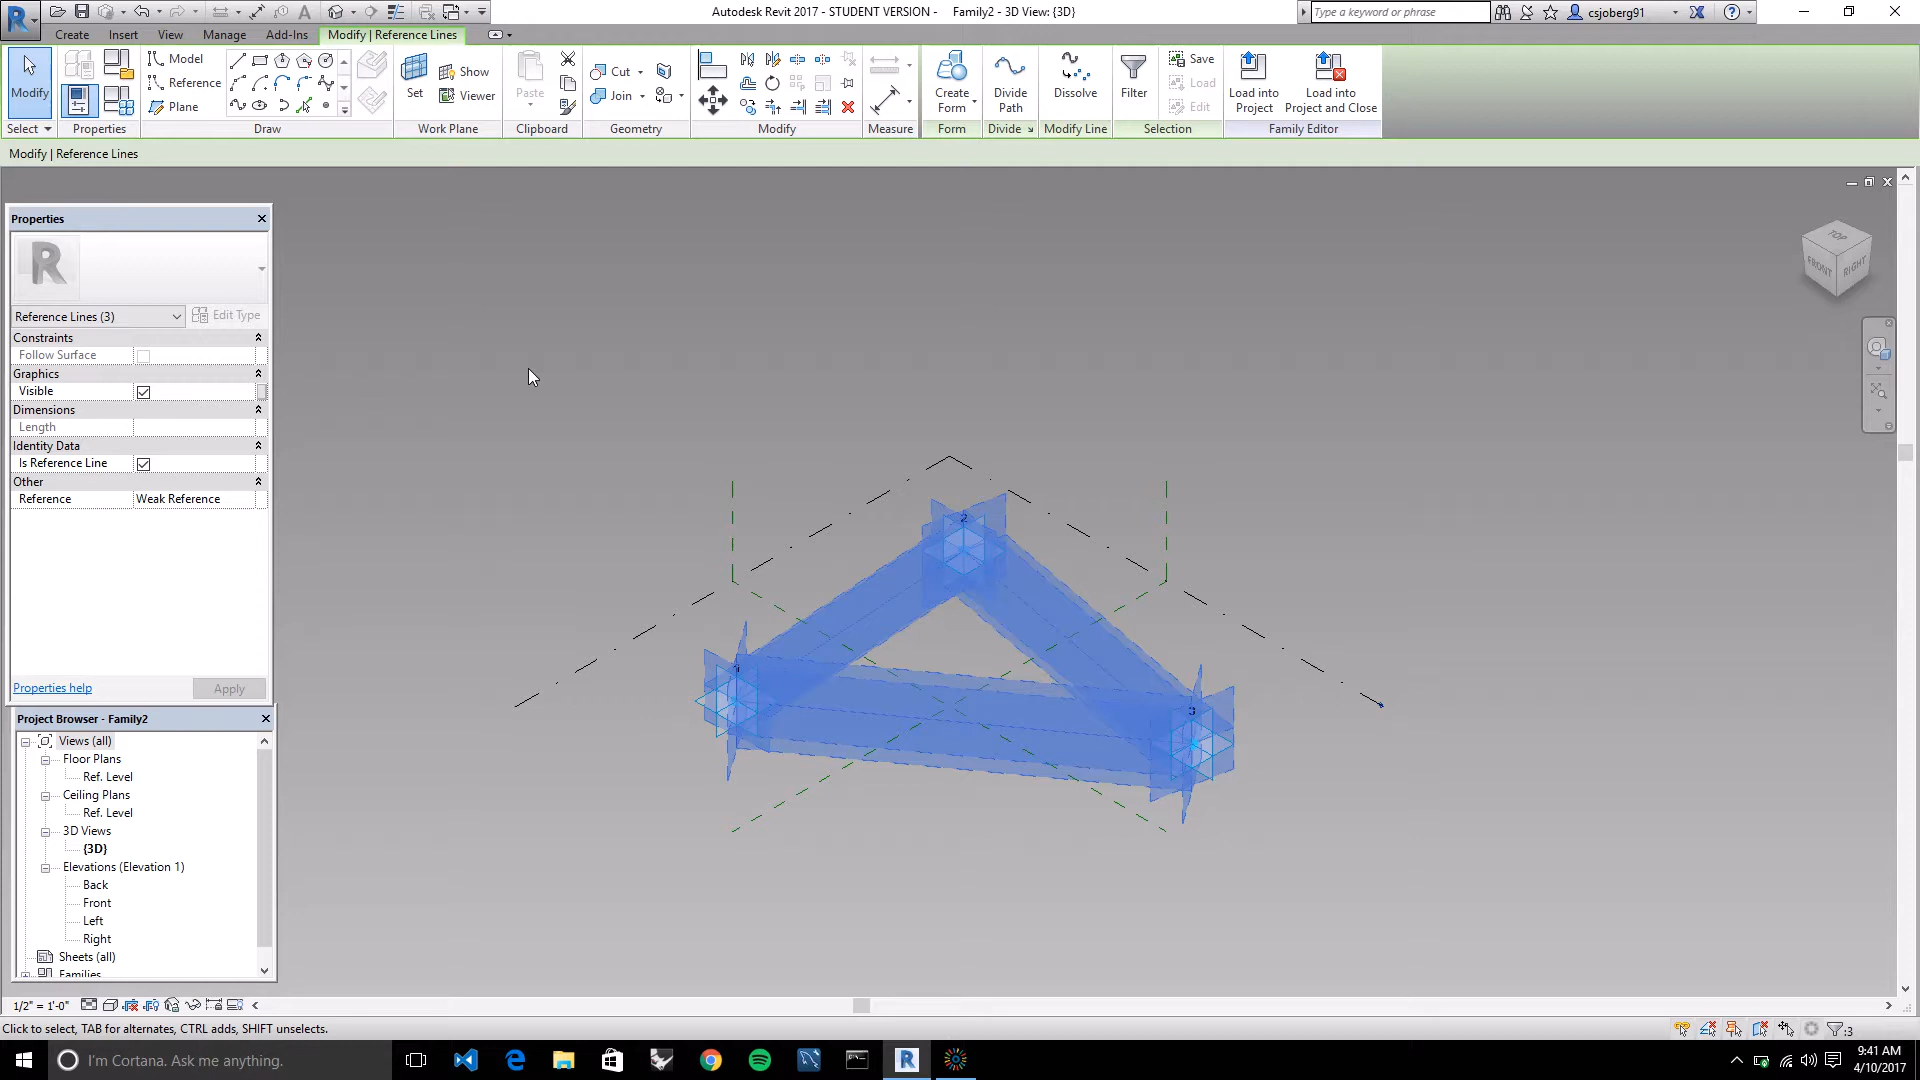 Autodesk Revit 2017 - STUDENT VERSION - Family2 - 3D View: {3D}
Type a keyword or phrase
csjoberg91
Create Insert View Manage Add-Ins Modify | Reference Lines
Modify
Select
Properties
Model
Reference
Plane
Draw
Set
Show
Viewer
Work Plane
Paste
Clipboard
Cut
Join
Geometry
Modify
Measure
Create
Form
Form
Divide
Path
Divide
Dissolve
Modify Line
Filter
Save
Load
Edit
Selection
Load into
Project
Load into
Project and Close
Family Editor
Modify | Reference Lines
Properties
Reference Lines (3)
Edit Type
Constraints
Follow Surface
Graphics
Visible
Dimensions
Length
Identity Data
Is Reference Line
Other
Reference Weak Reference
Properties help
Apply
Project Browser - Family2
Views (all)
Floor Plans
Ref. Level
Ceiling Plans
Ref. Level
3D Views
{3D}
Elevations (Elevation 1)
Back
Front
Left
Right
Sheets (all)
Families
TOP
FRONT
RIGHT
2
3
1/2" = 1'-0"
Click to select, TAB for alternates, CTRL adds, SHIFT unselects.
:3
I'm Cortana. Ask me anything.
9:41 AM
4/10/2017